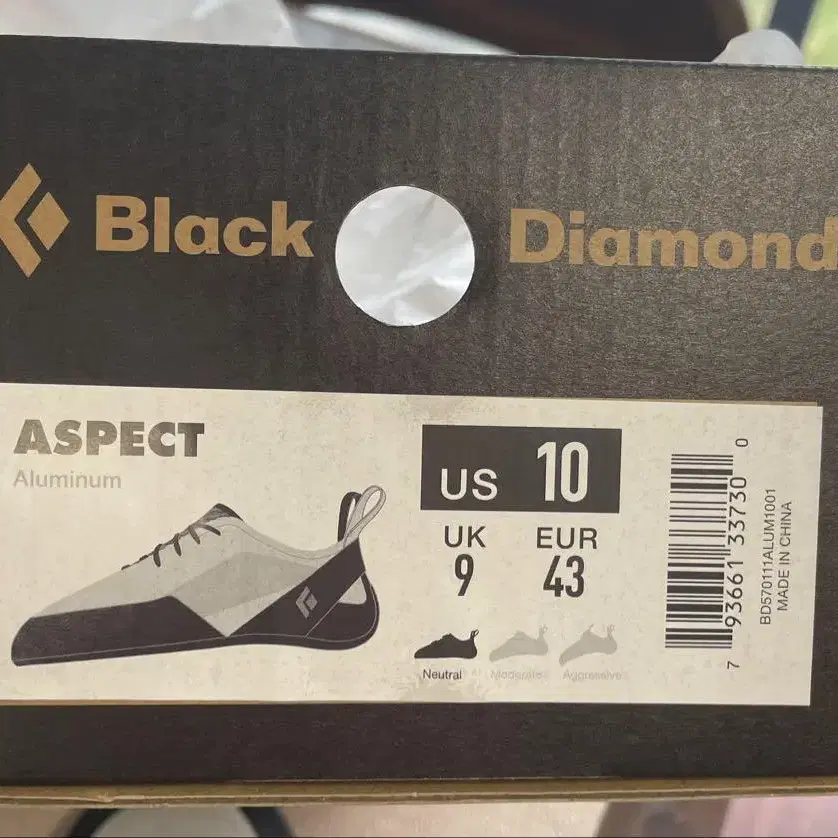 Black Diamond
ASPECT
Aluminum
US 10
UK EUR
9 43
Neutral Moderate Aggressive
7 93661 33730 0
BD570111ALUM1001
MADE IN CHINA